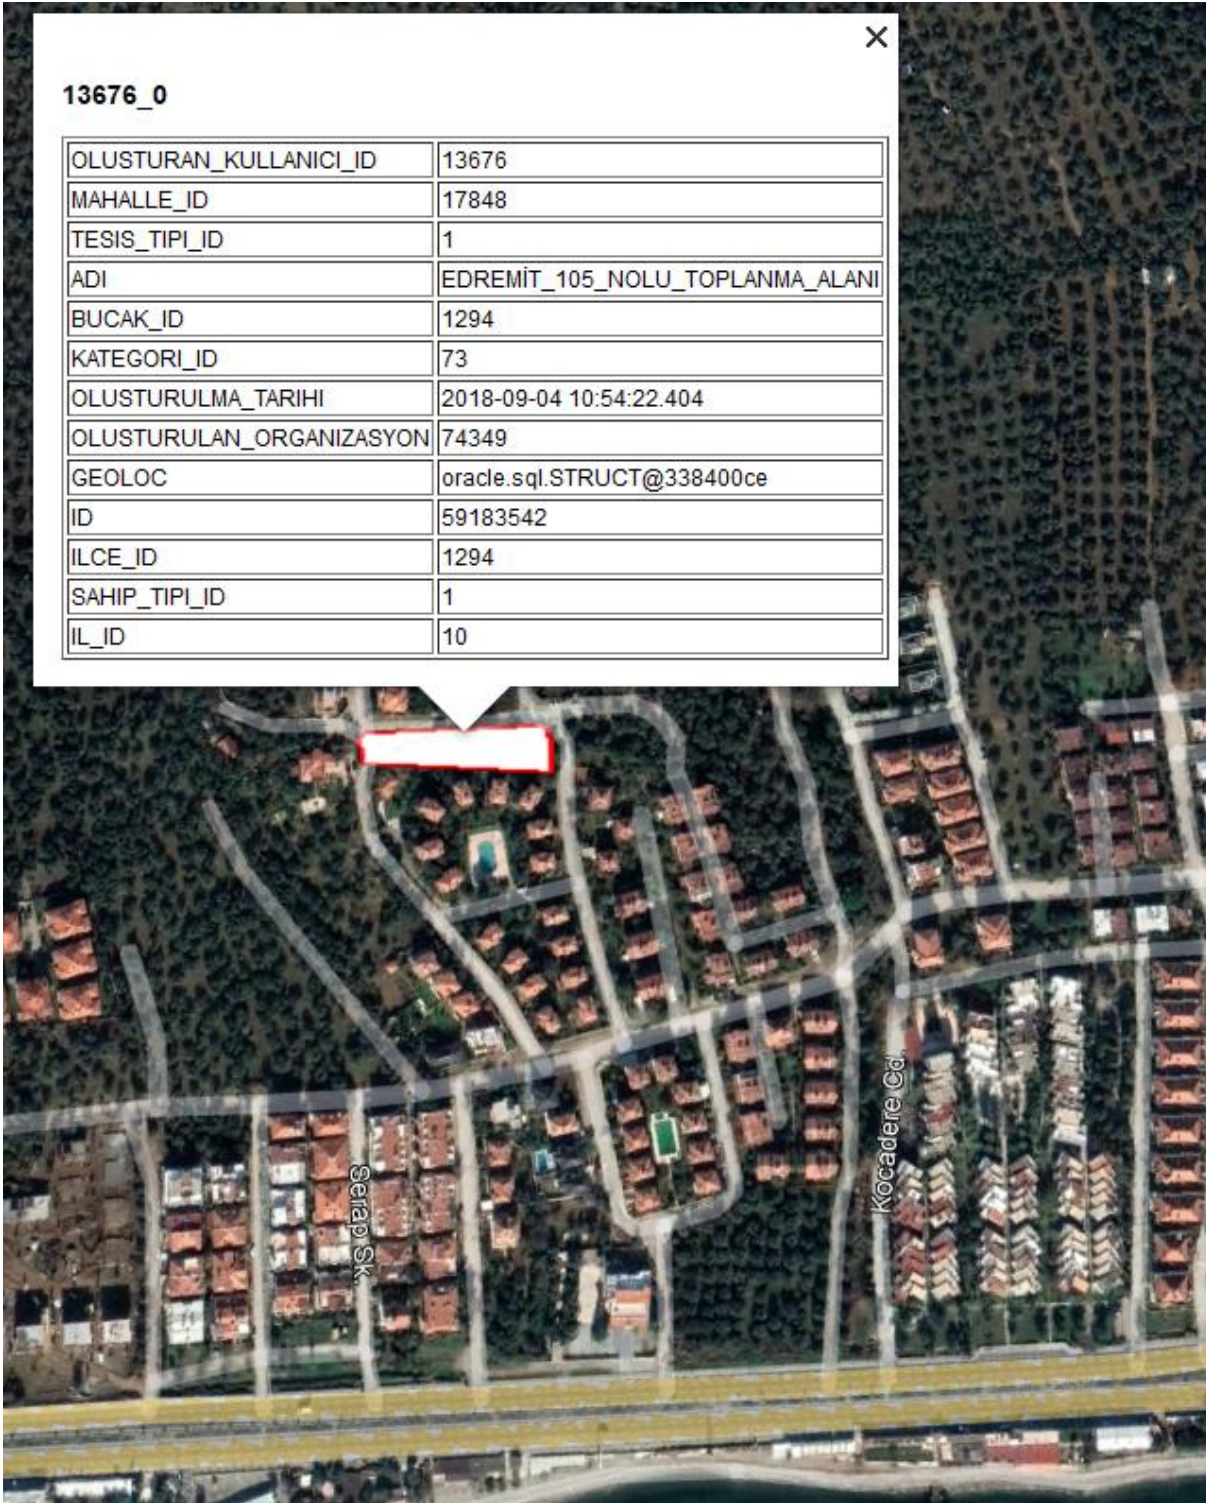 13676_0
OLUSTURAN_KULLANICI_ID 13676
MAHALLE_ID 17848
TESIS_TIPI_ID 1
ADI EDREMİT_105_NOLU_TOPLANMA_ALANI
BUCAK_ID 1294
KATEGORI_ID 73
OLUSTURULMA_TARIHI 2018-09-04 10:54:22.404
OLUSTURULAN_ORGANIZASYON 74349
GEOLOC oracle.sql.STRUCT@338400ce
ID 59183542
ILCE_ID 1294
SAHIP_TIPI_ID 1
IL_ID 10
Kocadere Cd.
Serap Sk.